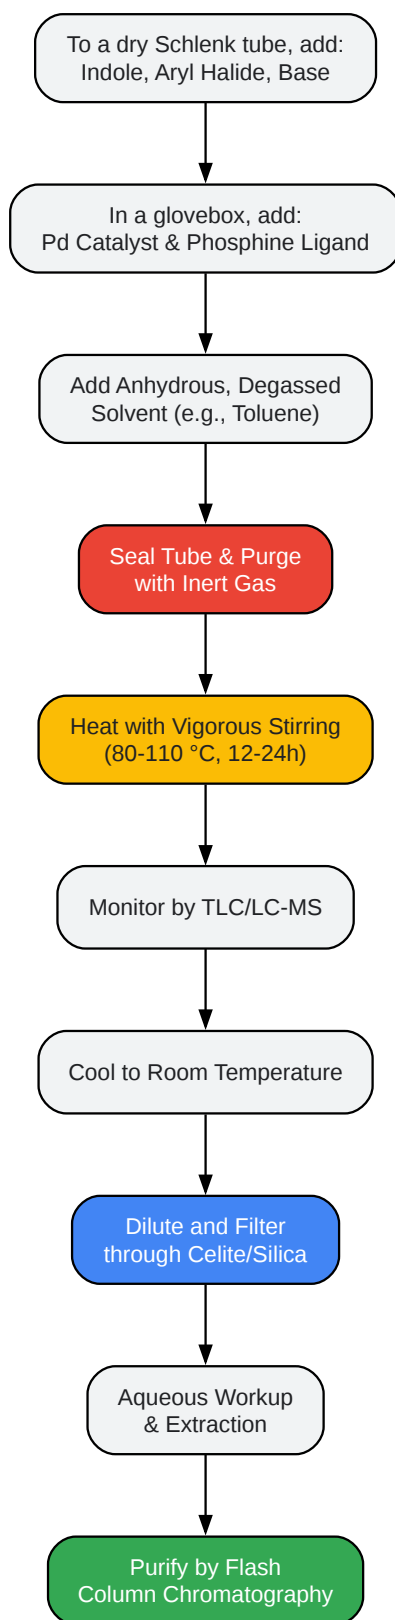 To a dry Schlenk tube, add:
Indole, Aryl Halide, Base
In a glovebox, add:
Pd Catalyst & Phosphine Ligand
Add Anhydrous, Degassed
Solvent (e.g., Toluene)
Seal Tube & Purge
with Inert Gas
Heat with Vigorous Stirring
(80-110 °C, 12-24h)
Monitor by TLC/LC-MS
Cool to Room Temperature
Dilute and Filter
through Celite/Silica
Aqueous Workup
& Extraction
Purify by Flash
Column Chromatography